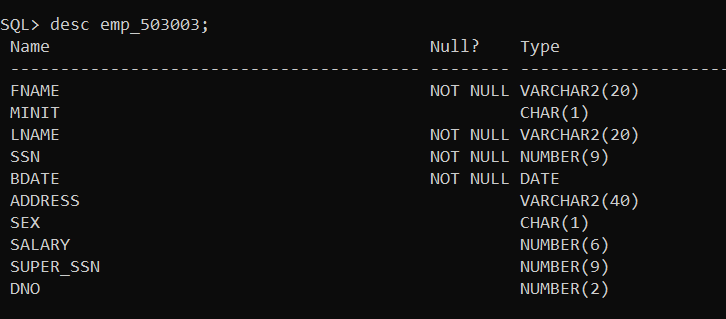 SQL> desc emp_503003;
 Name                                      Null?    Type
 ----------------------------------------- -------- --------------------
 FNAME                                     NOT NULL VARCHAR2(20)
 MINIT                                              CHAR(1)
 LNAME                                     NOT NULL VARCHAR2(20)
 SSN                                       NOT NULL NUMBER(9)
 BDATE                                     NOT NULL DATE
 ADDRESS                                            VARCHAR2(40)
 SEX                                                CHAR(1)
 SALARY                                             NUMBER(6)
 SUPER_SSN                                          NUMBER(9)
 DNO                                                NUMBER(2)